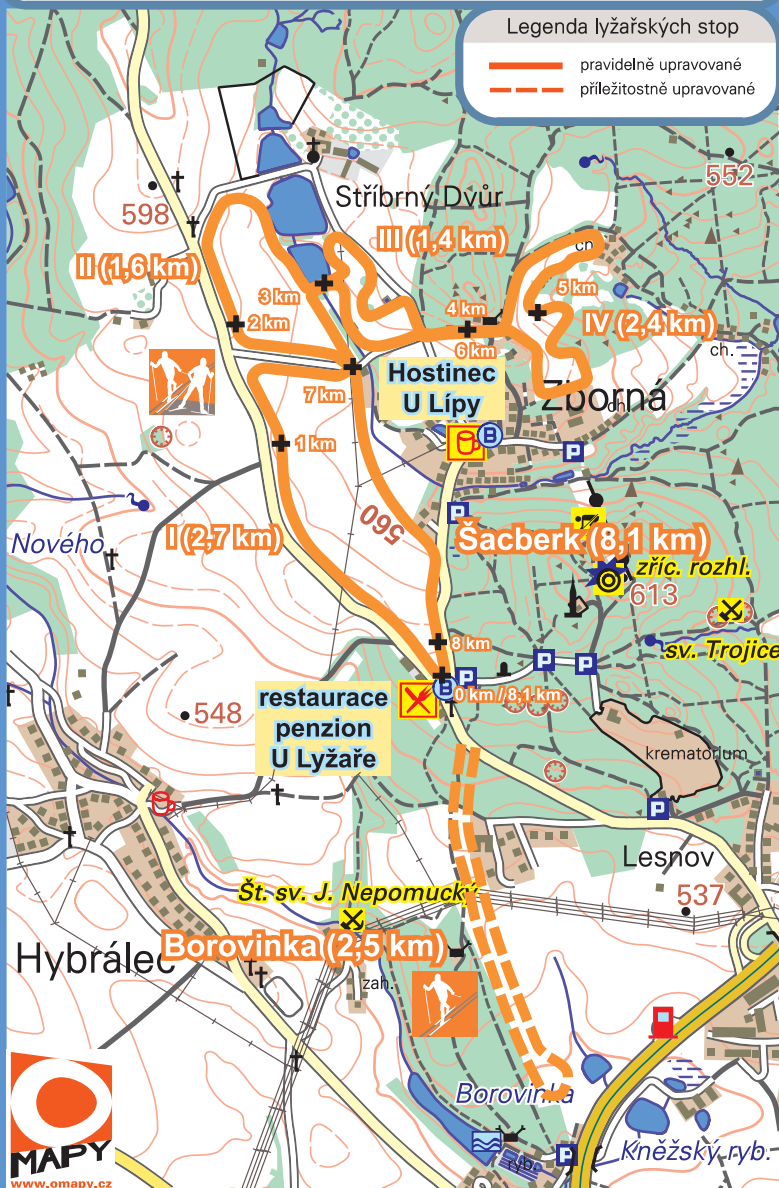 Legenda lyžařských stop
pravidelně upravované
příležitostně upravované
552
Stříbrný Dvůr
598
III (1,4 km)
ch.
II (1,6 km)
3 km
5 km
4 km
2 km
IV (2,4 km)
6 km
ch.
Hostinec
U Lípy
7 km
Zborná
ch.
B
1 km
P
P
560
I (2,7 km)
Šacberk (8,1 km)
Nového
zříc. rozhl.
613
sv. Trojice
8 km
P
P
P
B
0 km / 8,1 km
restaurace
penzion
U Lyžaře
548
krematorium
P
Lesnov
Št. sv. J. Nepomucký
537
Borovinka (2,5 km)
Hybrálec
zah.
Borovinka
MAPY
www.omapy.cz
ryb.
P
Kněžský ryb.